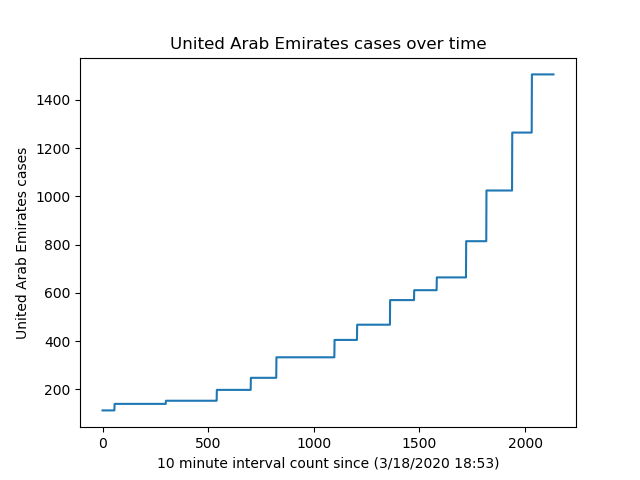 United Arab Emirates cases over time
United Arab Emirates cases
1400
1200
1000
800
600
400
200
0 500 1000 1500 2000
10 minute interval count since (3/18/2020 18:53)